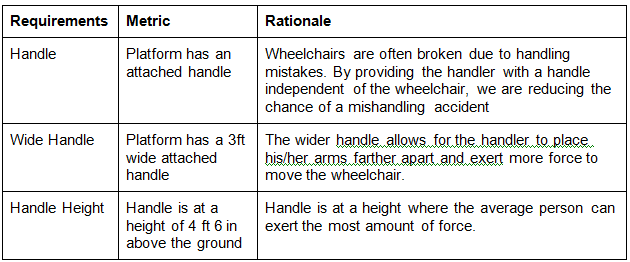 Requirements Metric Rationale
Handle Platform has an attached handle Wheelchairs are often broken due to handling mistakes. By providing the handler with a handle independent of the wheelchair, we are reducing the chance of a mishandling accident
Wide Handle Platform has a 3ft wide attached handle The wider handle allows for the handler to place his/her arms farther apart and exert more force to move the wheelchair.
Handle Height Handle is at a height of 4 ft 6 in above the ground Handle is at a height where the average person can exert the most amount of force.